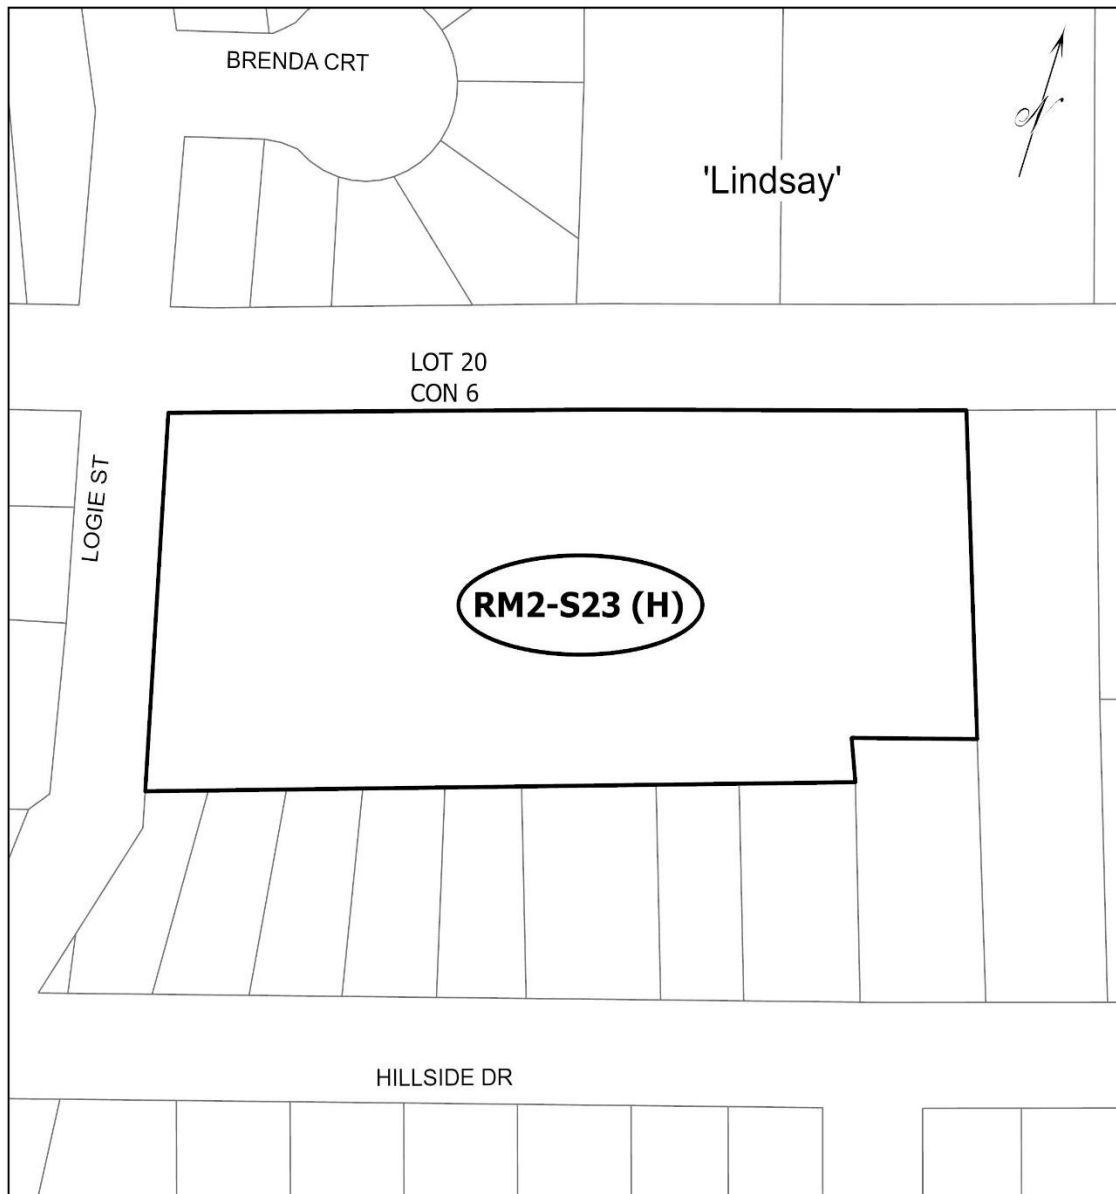 BRENDA CRT
N
'Lindsay'
LOT 20
CON 6
LOGIE ST
RM2-S23 (H)
HILLSIDE DR